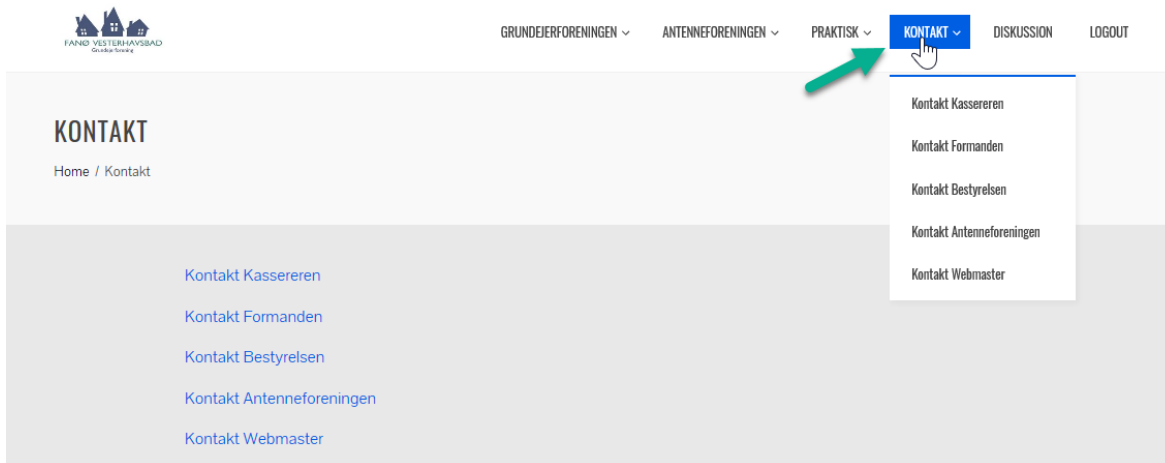 FANØ VESTERHAVSBAD
Grundejerforening
GRUNDEJERFORENINGEN
ANTENNEFORENINGEN
PRAKTISK
KONTAKT
DISKUSSION
LOGOUT
Kontakt Kassereren
Kontakt Formanden
Kontakt Bestyrelsen
Kontakt Antenneforeningen
Kontakt Webmaster
KONTAKT
Home / Kontakt
Kontakt Kassereren
Kontakt Formanden
Kontakt Bestyrelsen
Kontakt Antenneforeningen
Kontakt Webmaster